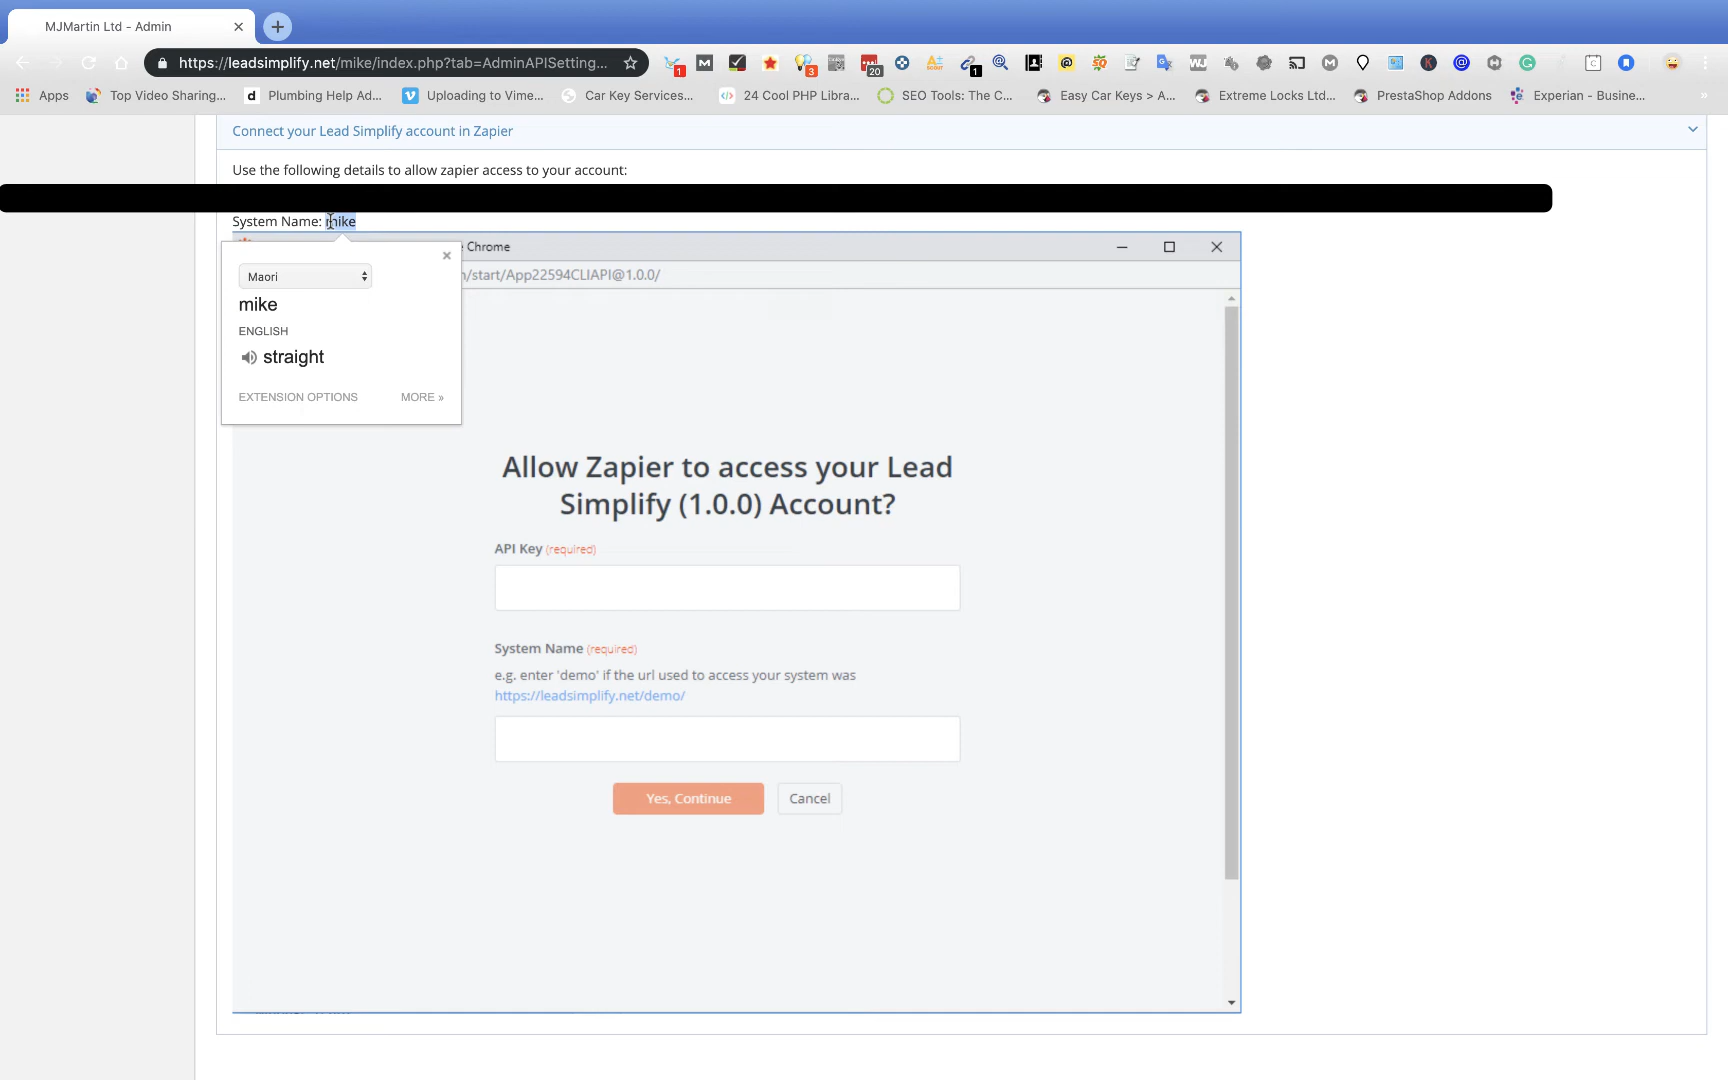 MJMartin Ltd - Admin
https://leadsimplify.net/mike/index.php?tab=AdminAPISetting...
1
3
20
1
Apps
Top Video Sharing...
Plumbing Help Ad...
Uploading to Vime...
Car Key Services...
24 Cool PHP Libra...
SEO Tools: The C...
Easy Car Keys > A...
Extreme Locks Ltd...
PrestaShop Addons
Experian - Busine...
Connect your Lead Simplify account in Zapier
Use the following details to allow zapier access to your account:
System Name: mike
Chrome
/start/App22594CLIAPI@1.0.0/
Maori
mike
ENGLISH
straight
EXTENSION OPTIONS
MORE »
Allow Zapier to access your Lead
Simplify (1.0.0) Account?
API Key (required)
System Name (required)
e.g. enter 'demo' if the url used to access your system was
https://leadsimplify.net/demo/
Yes, Continue
Cancel